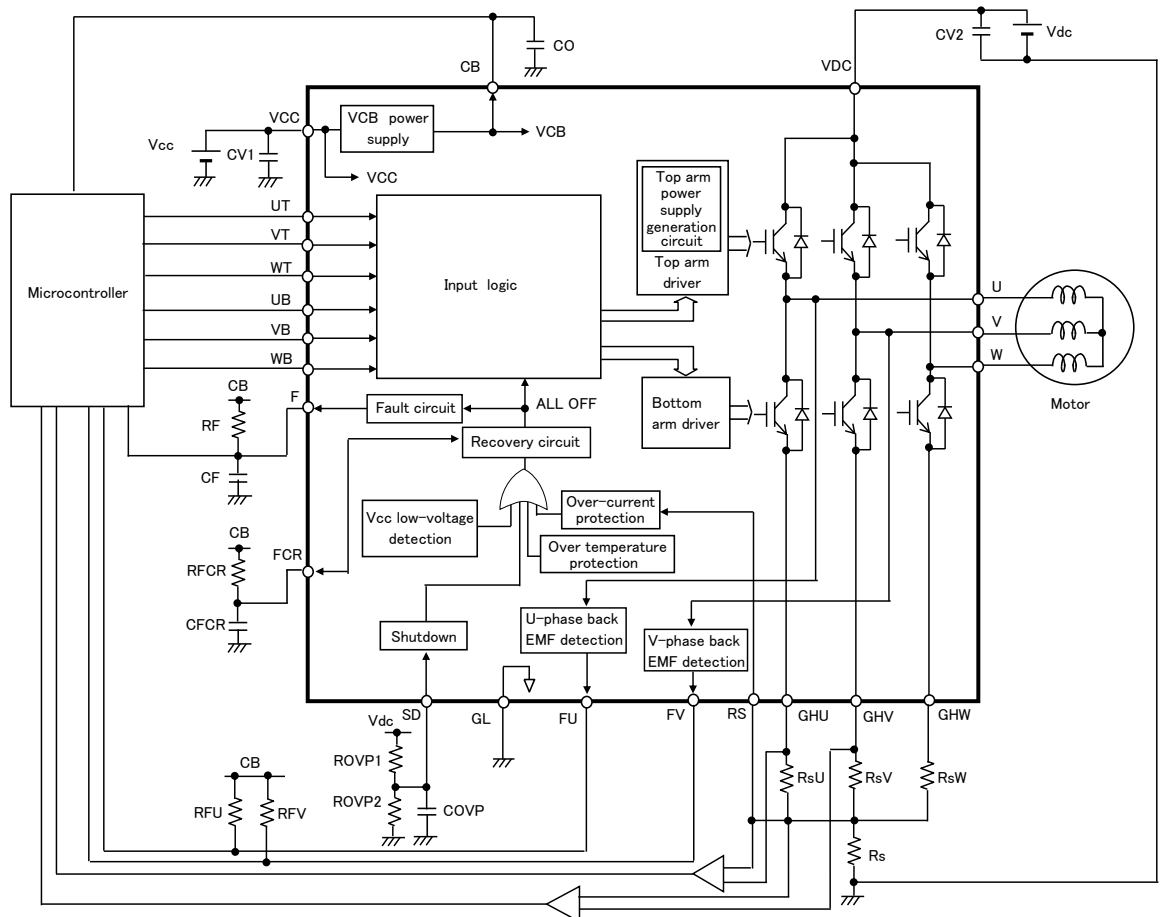 CO
CV2
Vdc
CB
VDC
VCC
VCB power
supply
VCB
Vcc
CV1
VCC
Microcontroller
UT
VT
WT
UB
VB
WB
Input logic
Top arm
power
supply
generation
circuit
Top arm
driver
U
V
W
Motor
Bottom
arm driver
F
CB
RF
CF
Fault circuit
ALL OFF
Recovery circuit
Over-current
protection
Vcc low-voltage
detection
Over temperature
protection
CB
FCR
RFCR
CFCR
Shutdown
U-phase back
EMF detection
V-phase back
EMF detection
SD
GL
FU
FV
RS
GHU
GHV
GHW
Vdc
ROVP1
ROVP2
COVP
CB
RFU
RFV
RsU
RsV
RsW
Rs